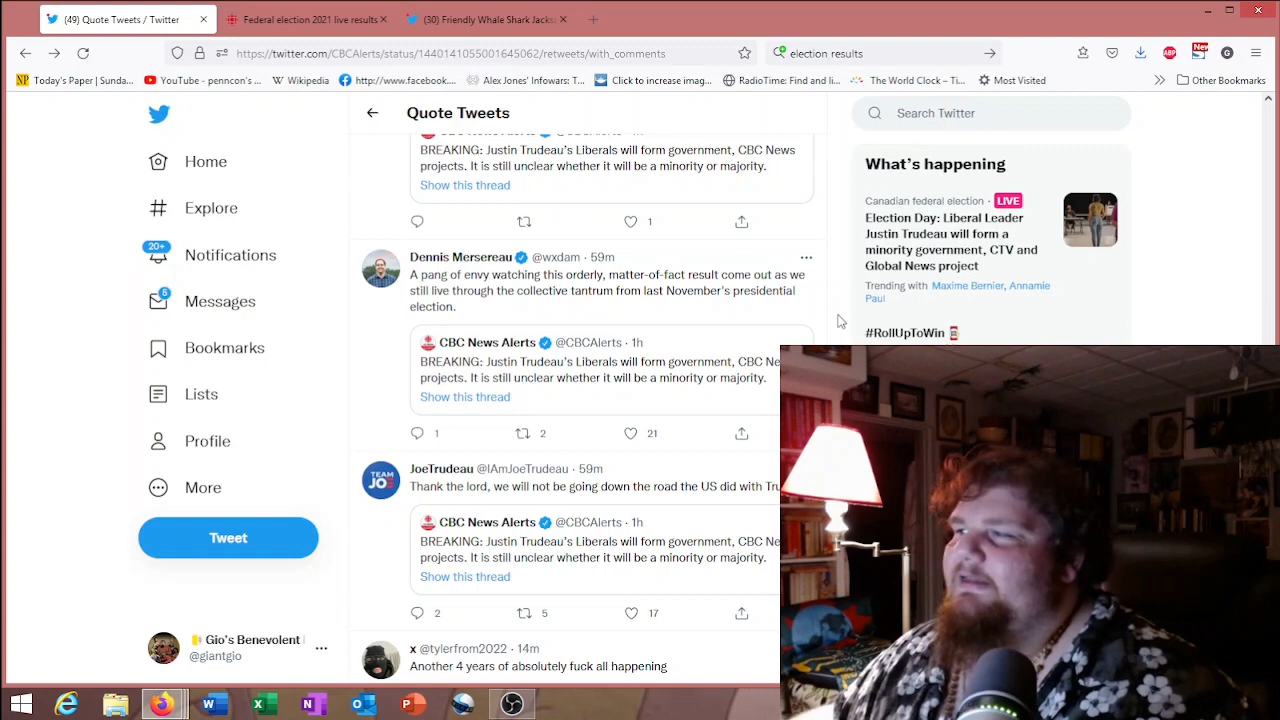 (49) Quote Tweets / Twitter
Federal election 2021 live results
(30) Friendly Whale Shark Jacks
https://twitter.com/CBCAlerts/status/1440141055001645062/retweets/with_comments
election results
New
Today's Paper | Sunda...
YouTube - penncon's...
Wikipedia
http://www.facebook....
Alex Jones' Infowars: T...
Click to increase imag...
RadioTime: Find and li...
The World Clock – Ti...
Most Visited
Other Bookmarks
Home
Explore
20+
Notifications
6
Messages
Bookmarks
Lists
Profile
More
Tweet
Gio's Benevolent
@giantgio
Quote Tweets
BREAKING: Justin Trudeau's Liberals will form government, CBC News
projects. It is still unclear whether it will be a minority or majority.
Show this thread
1
Dennis Mersereau @wxdam · 59m
A pang of envy watching this orderly, matter-of-fact result come out as we
still live through the collective tantrum from last November's presidential
election.
CBC News Alerts @CBCAlerts · 1h
BREAKING: Justin Trudeau's Liberals will form government, CBC Ne
projects. It is still unclear whether it will be a minority or majority.
Show this thread
1 2 21
TEAM
JOE
JoeTrudeau @IAmJoeTrudeau · 59m
Thank the lord, we will not be going down the road the US did with Tru
CBC News Alerts @CBCAlerts · 1h
BREAKING: Justin Trudeau's Liberals will form government, CBC Ne
projects. It is still unclear whether it will be a minority or majority.
Show this thread
2 5 17
x @tylerfrom2022 · 14m
Another 4 years of absolutely fuck all happening
Search Twitter
What's happening
Canadian federal election · LIVE
Election Day: Liberal Leader
Justin Trudeau will form a
minority government, CTV and
Global News project
Trending with Maxime Bernier, Annamie
Paul
#RollUpToWin